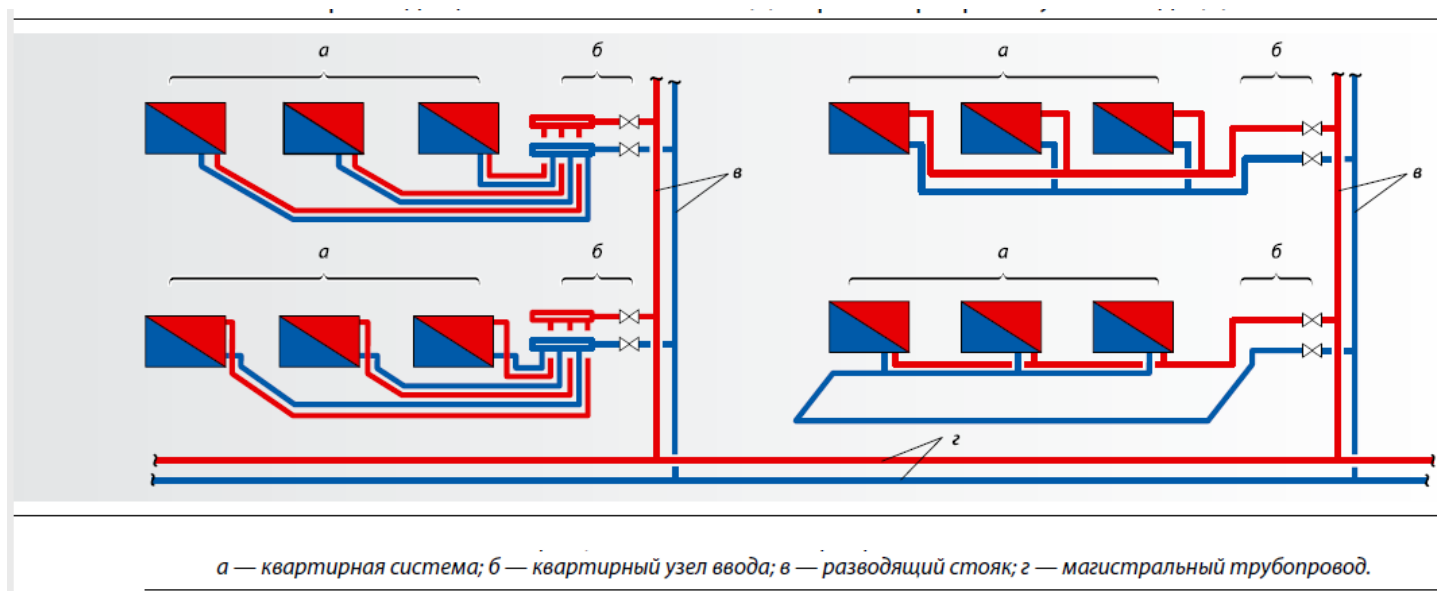 а б а б
в в
а б а б
г
а — квартирная система; б — квартирный узел ввода; в — разводящий стояк; г — магистральный трубопровод.